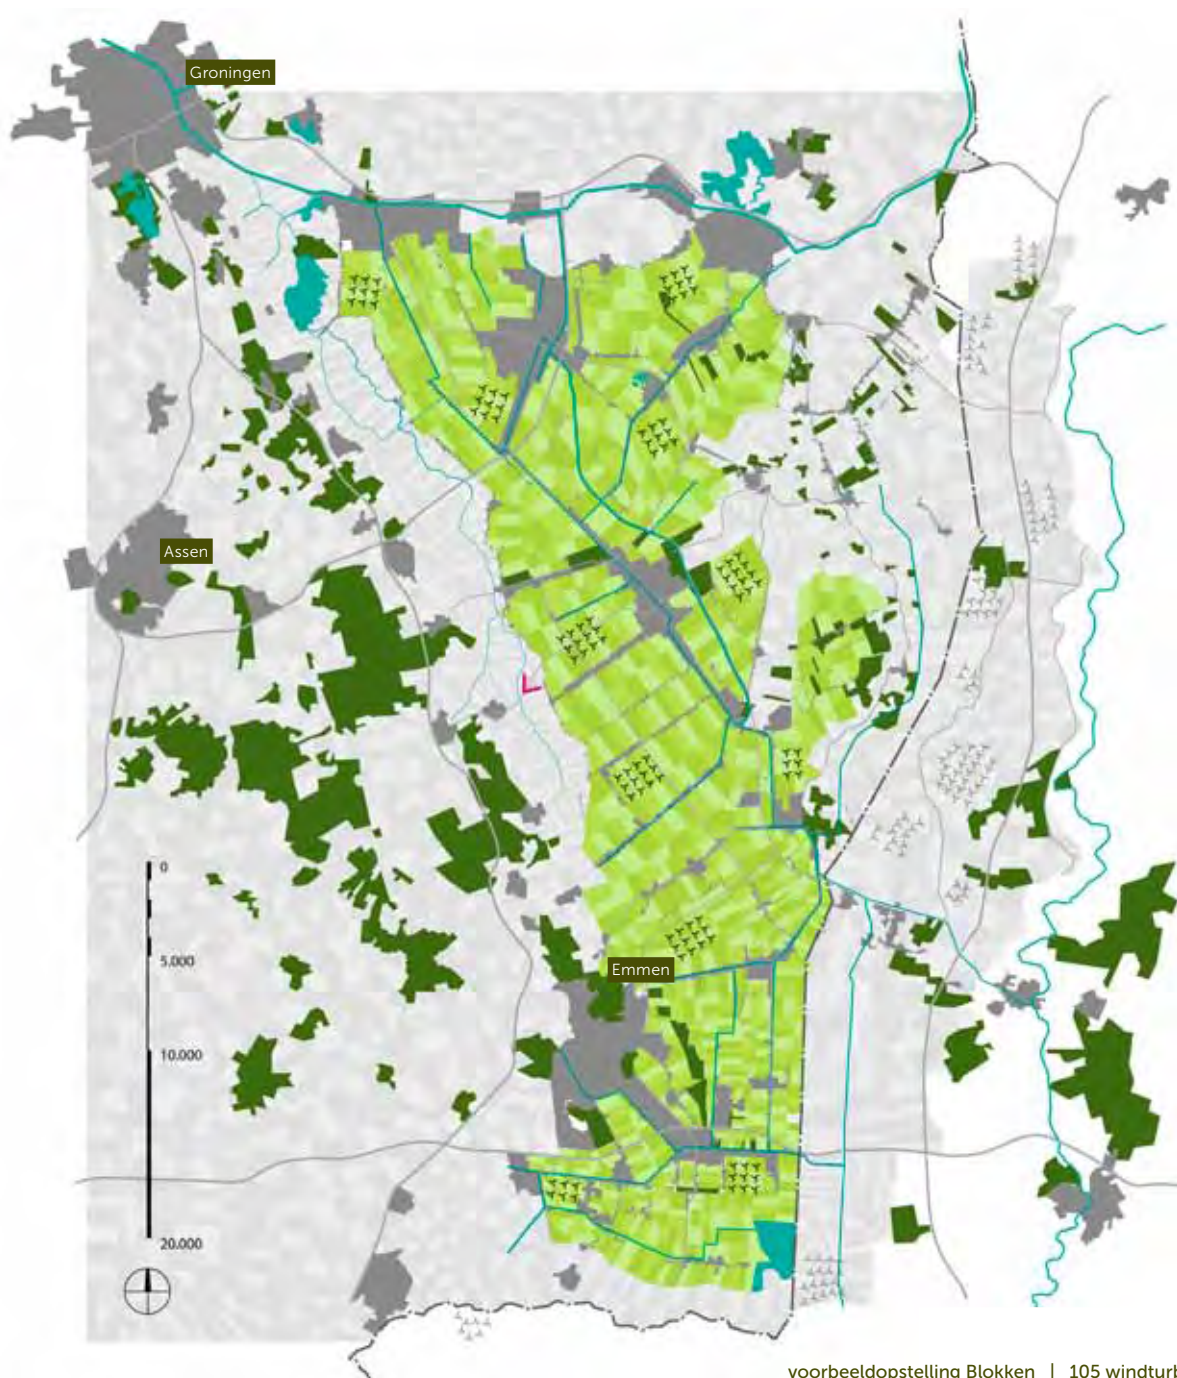 Groningen
Assen
0
5.000
Emmen
10.000
20.000
voorbeeldopstelling Blokken | 105 windturb